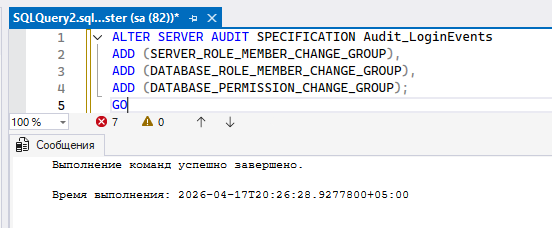 SQLQuery2.sql...ster (sa (82))*
1 ALTER SERVER AUDIT SPECIFICATION Audit_LoginEvents
2 ADD (SERVER_ROLE_MEMBER_CHANGE_GROUP),
3 ADD (DATABASE_ROLE_MEMBER_CHANGE_GROUP),
4 ADD (DATABASE_PERMISSION_CHANGE_GROUP);
5 GO
100 % 7 0
Сообщения
Выполнение команд успешно завершено.
Время выполнения: 2026-04-17T20:26:28.9277800+05:00